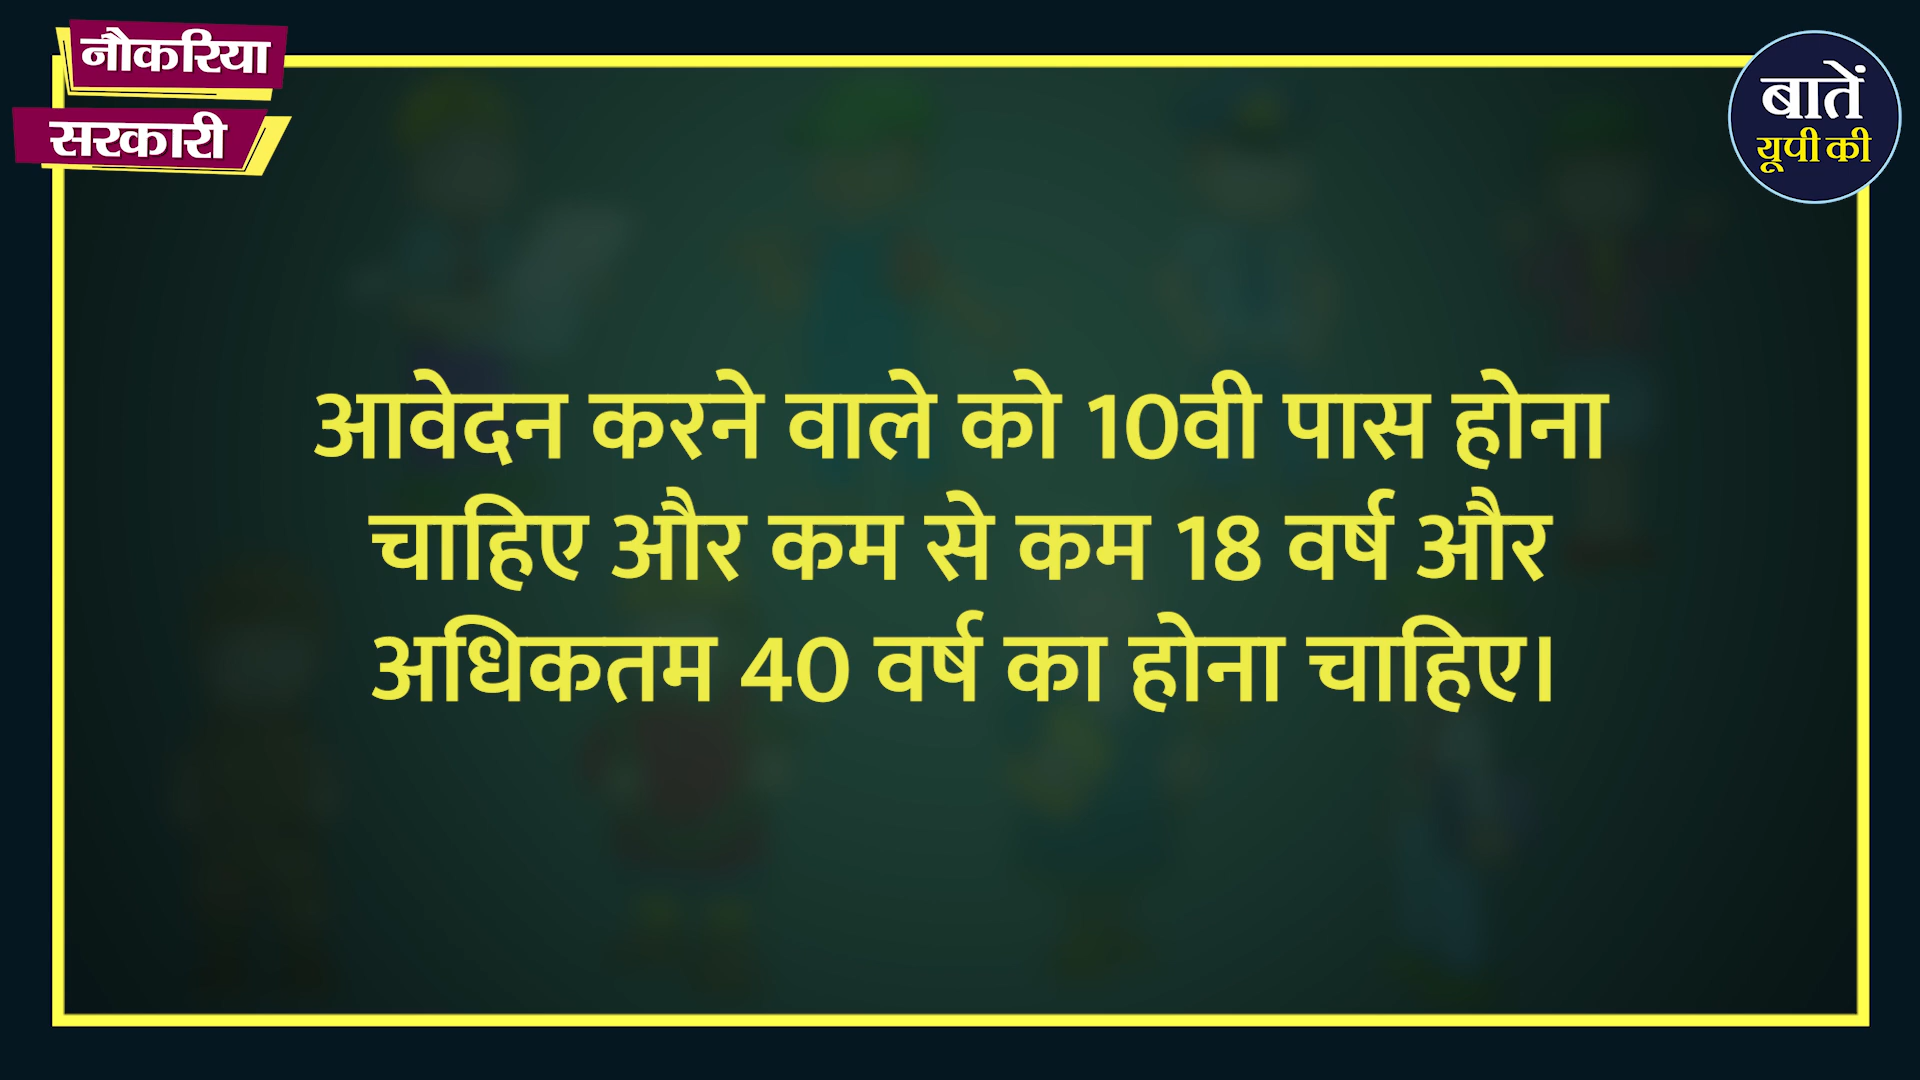 नौकरिया
सरकारी
बातें
यूपी की
आवेदन करने वाले को 10वी पास होना
चाहिए और कम से कम 18 वर्ष और
अधिकतम 40 वर्ष का होना चाहिए।